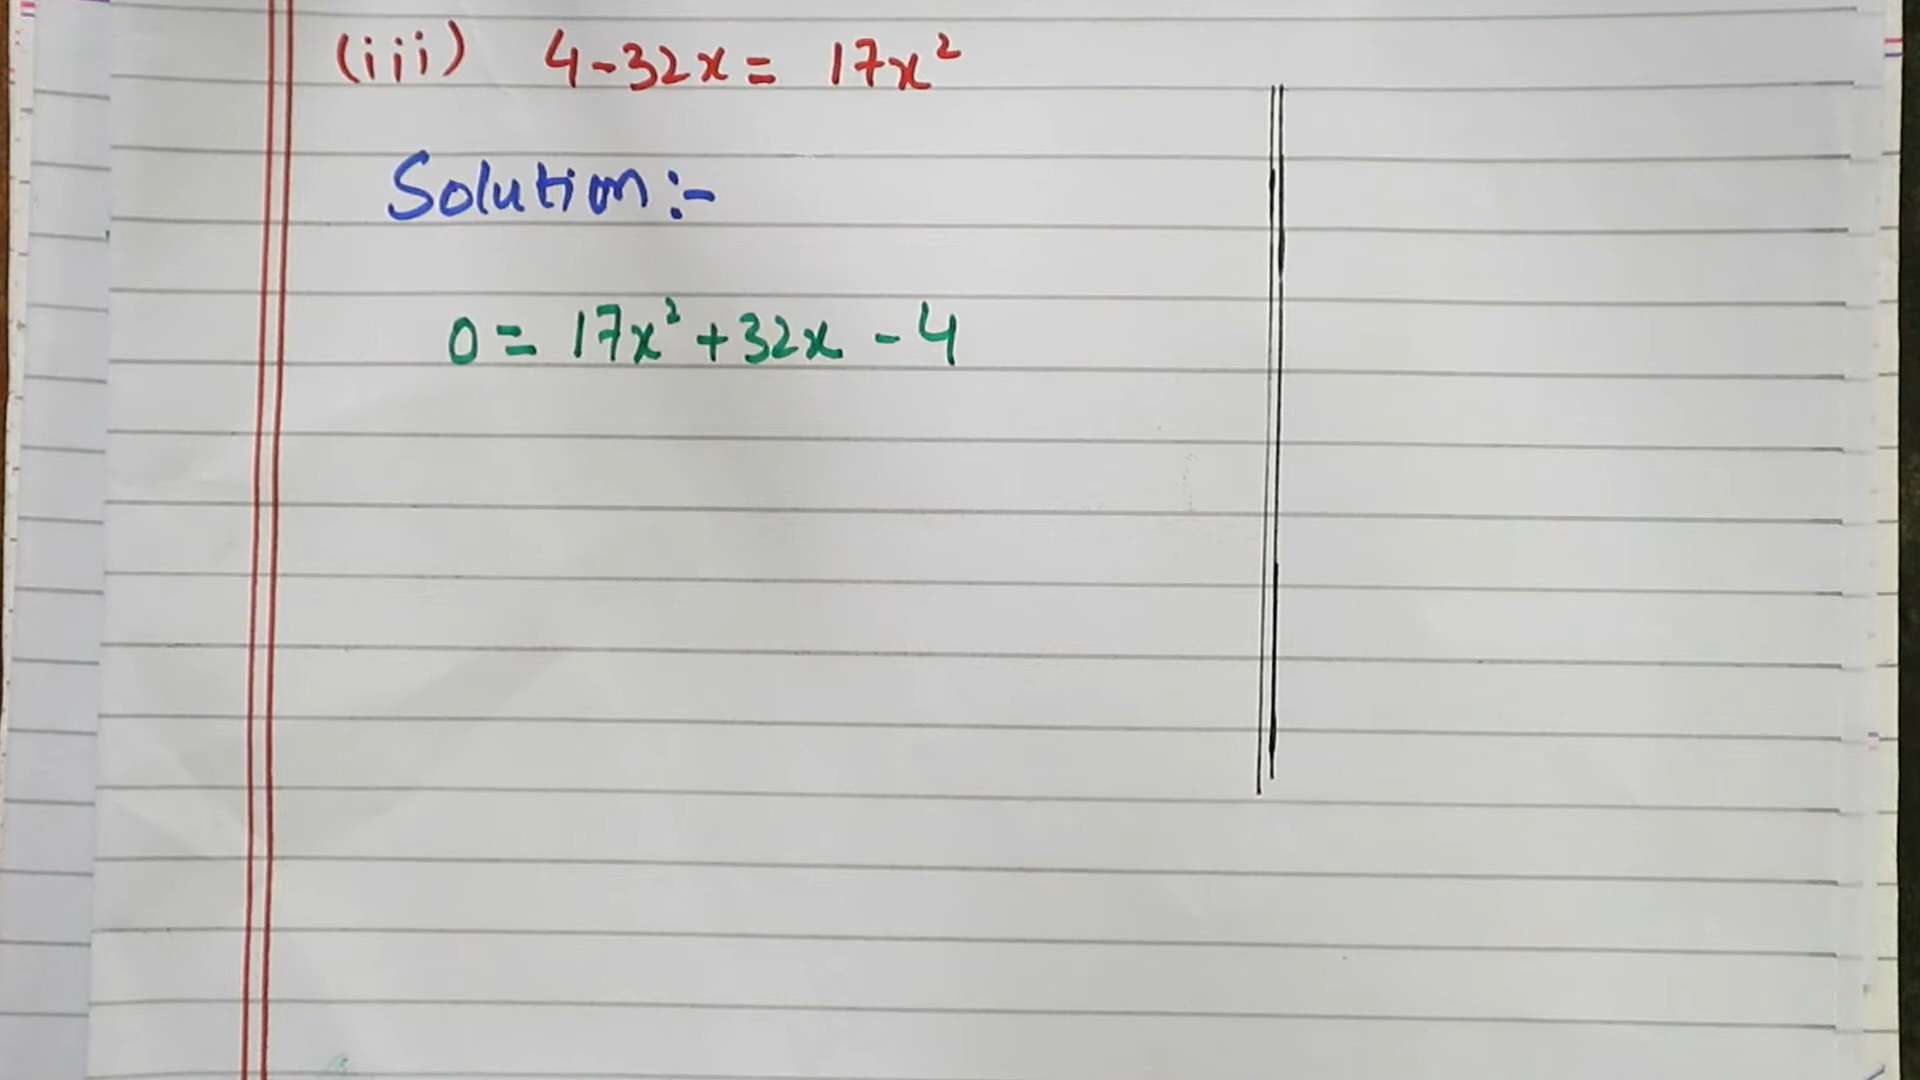 (iii) 4-32x = 17x²
Solution:-
0 = 17x² + 32x - 4